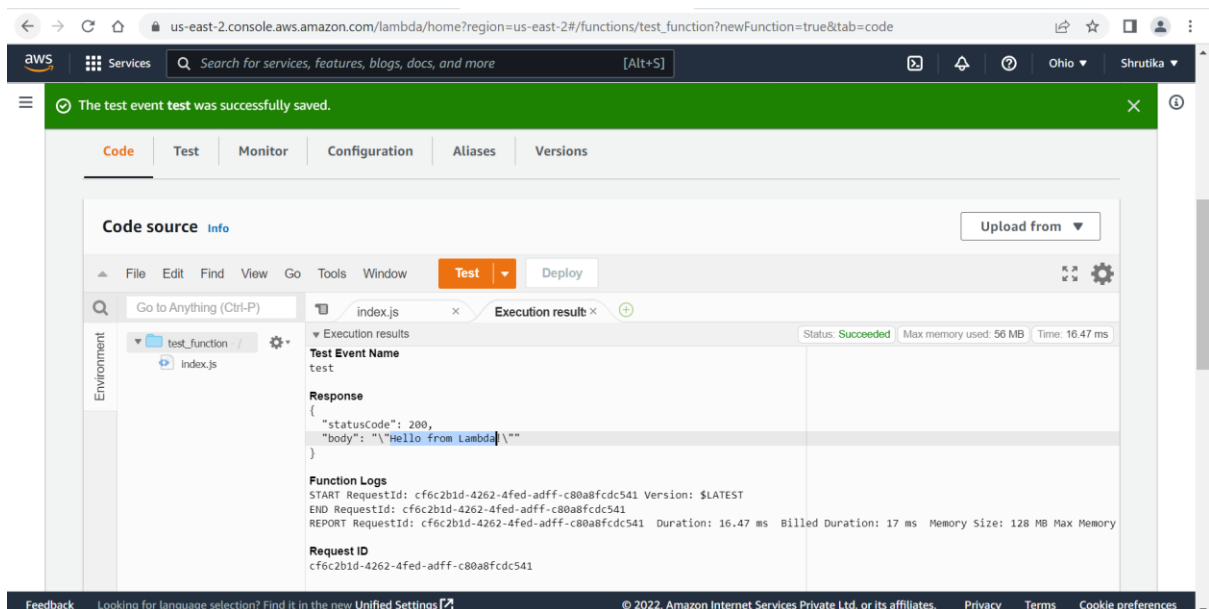 us-east-2.console.aws.amazon.com/lambda/home?region=us-east-2#/functions/test_function?newFunction=true&tab=code
aws Services Search for services, features, blogs, docs, and more [Alt+S] Ohio ▼ Shrutika ▼
The test event test was successfully saved.
Code Test Monitor Configuration Aliases Versions
Code source Info Upload from ▼
File Edit Find View Go Tools Window Test Deploy
Go to Anything (Ctrl-P) index.js × Execution result: × 
Environment
▼ test_function - / ▼ Execution results Status: Succeeded Max memory used: 56 MB Time: 16.47 ms
index.js
Test Event Name
test
Response
{
"statusCode": 200,
"body": "\"Hello from Lambda!\""
}
Function Logs
START RequestId: cf6c2b1d-4262-4fed-adff-c80a8fcdc541 Version: $LATEST
END RequestId: cf6c2b1d-4262-4fed-adff-c80a8fcdc541
REPORT RequestId: cf6c2b1d-4262-4fed-adff-c80a8fcdc541 Duration: 16.47 ms Billed Duration: 17 ms Memory Size: 128 MB Max Memory
Request ID
cf6c2b1d-4262-4fed-adff-c80a8fcdc541
Feedback Looking for language selection? Find it in the new Unified Settings © 2022, Amazon Internet Services Private Ltd. or its affiliates. Privacy Terms Cookie preferences